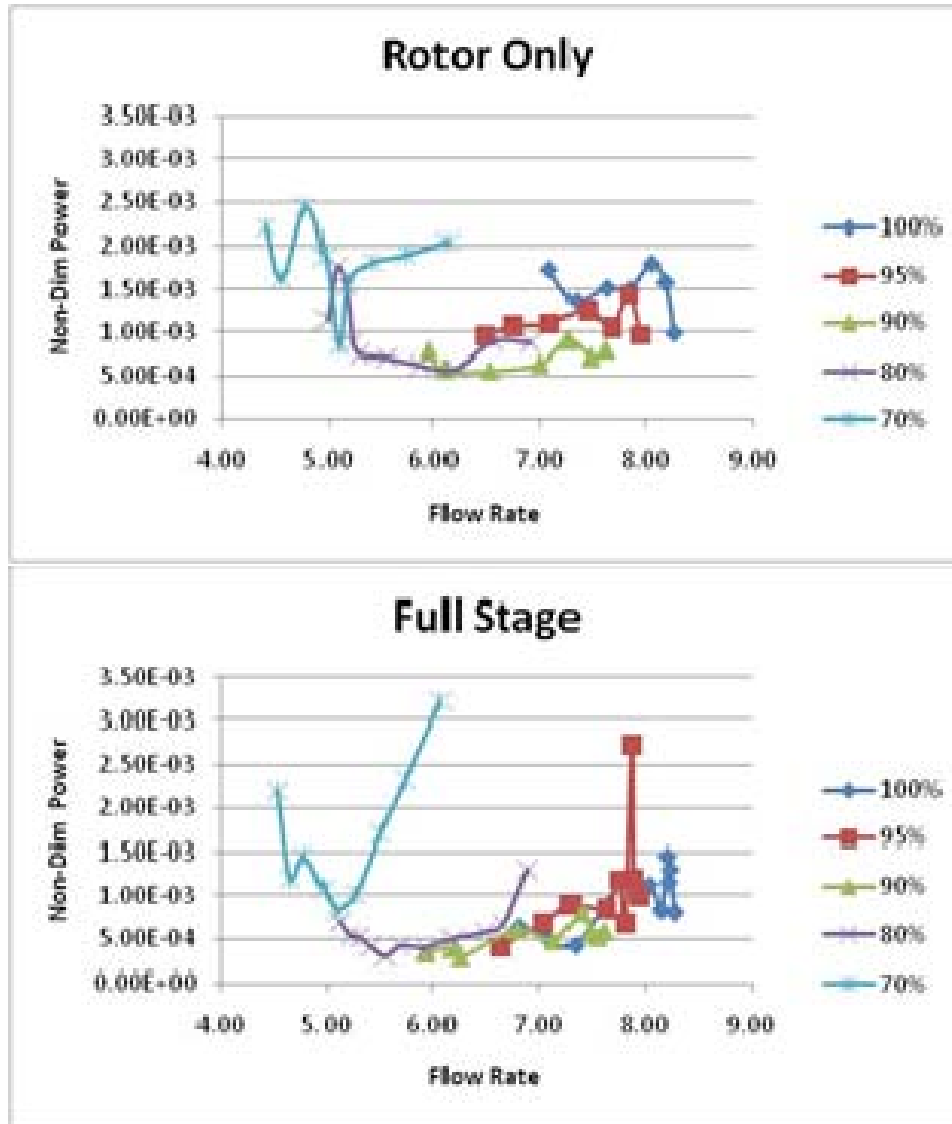 Rotor Only
3.50E-03
3.00E-03
2.50E-03
2.00E-03
1.50E-03
1.00E-03
5.00E-04
0.00E+00
Non-Dim Power
4.00 5.00 6.00 7.00 8.00 9.00
Flow Rate
100%
95%
90%
80%
70%
Full Stage
3.50E-03
3.00E-03
2.50E-03
2.00E-03
1.50E-03
1.00E-03
5.00E-04
0.00E+00
Non-Dim Power
4.00 5.00 6.00 7.00 8.00 9.00
Flow Rate
100%
95%
90%
80%
70%